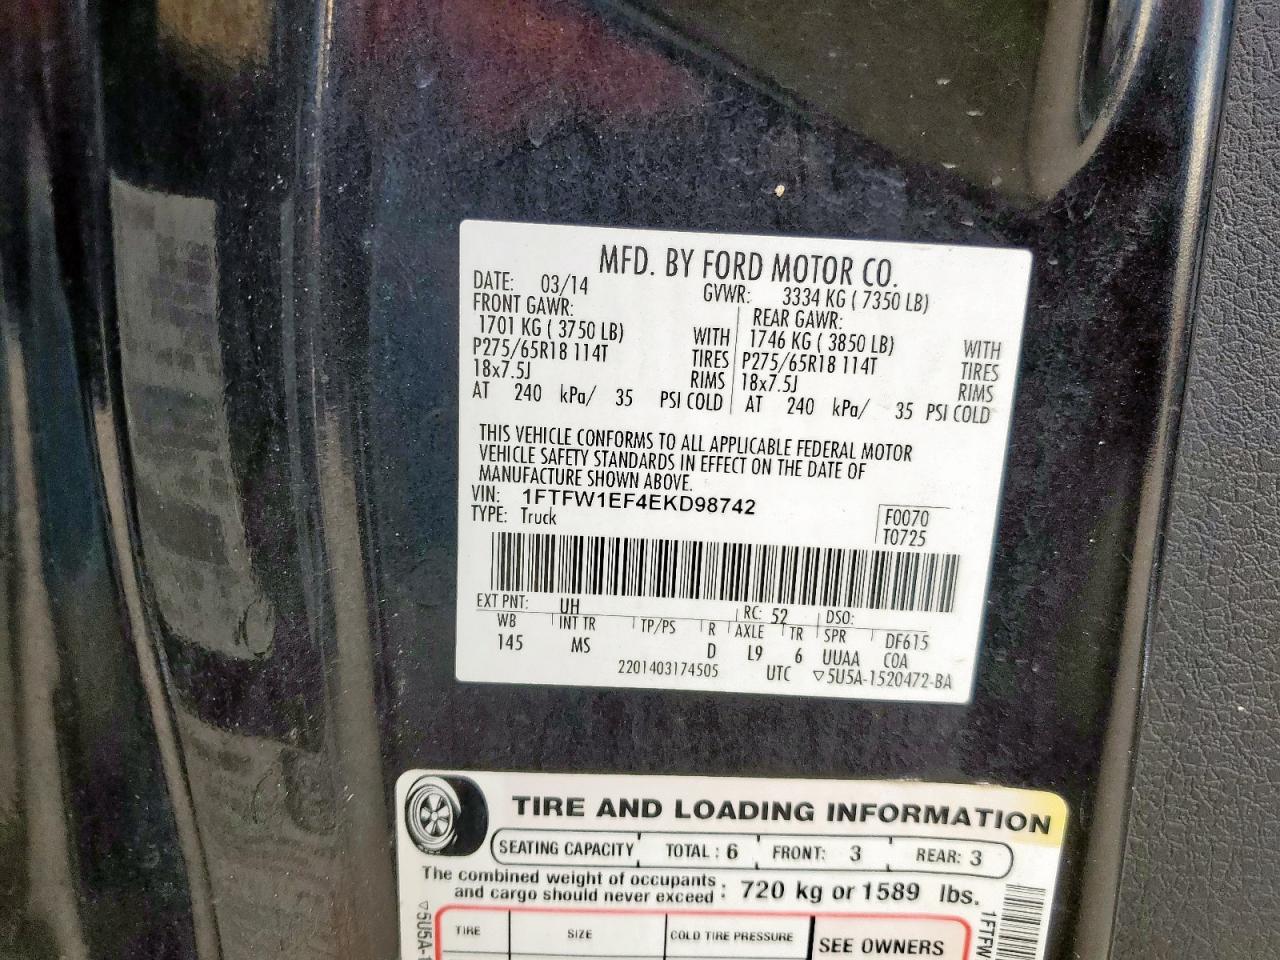 MFD. BY FORD MOTOR CO.
DATE: 03/14 GVWR: 3334 KG ( 7350 LB)
FRONT GAWR: REAR GAWR:
1701 KG ( 3750 LB) WITH 1746 KG ( 3850 LB) WITH
P275/65R18 114T TIRES P275/65R18 114T TIRES
18x7.5J RIMS 18x7.5J RIMS
AT 240 kPa/ 35 PSI COLD AT 240 kPa/ 35 PSI COLD
THIS VEHICLE CONFORMS TO ALL APPLICABLE FEDERAL MOTOR
VEHICLE SAFETY STANDARDS IN EFFECT ON THE DATE OF
MANUFACTURE SHOWN ABOVE.
VIN: 1FTFW1EF4EKD98742 F0070
TYPE: Truck T0725
EXT PNT: UH RC: 52 DSO:
WB INT TR TP/PS R AXLE TR SPR DF615
145 MS D L9 6 UUAA COA
2201403174505 UTC ▽5U5A-1520472-BA
TIRE AND LOADING INFORMATION
SEATING CAPACITY TOTAL : 6 FRONT: 3 REAR: 3
The combined weight of occupants
and cargo should never exceed : 720 kg or 1589 lbs.
TIRE SIZE COLD TIRE PRESSURE SEE OWNERS
▽5U5A-1
1FTFW